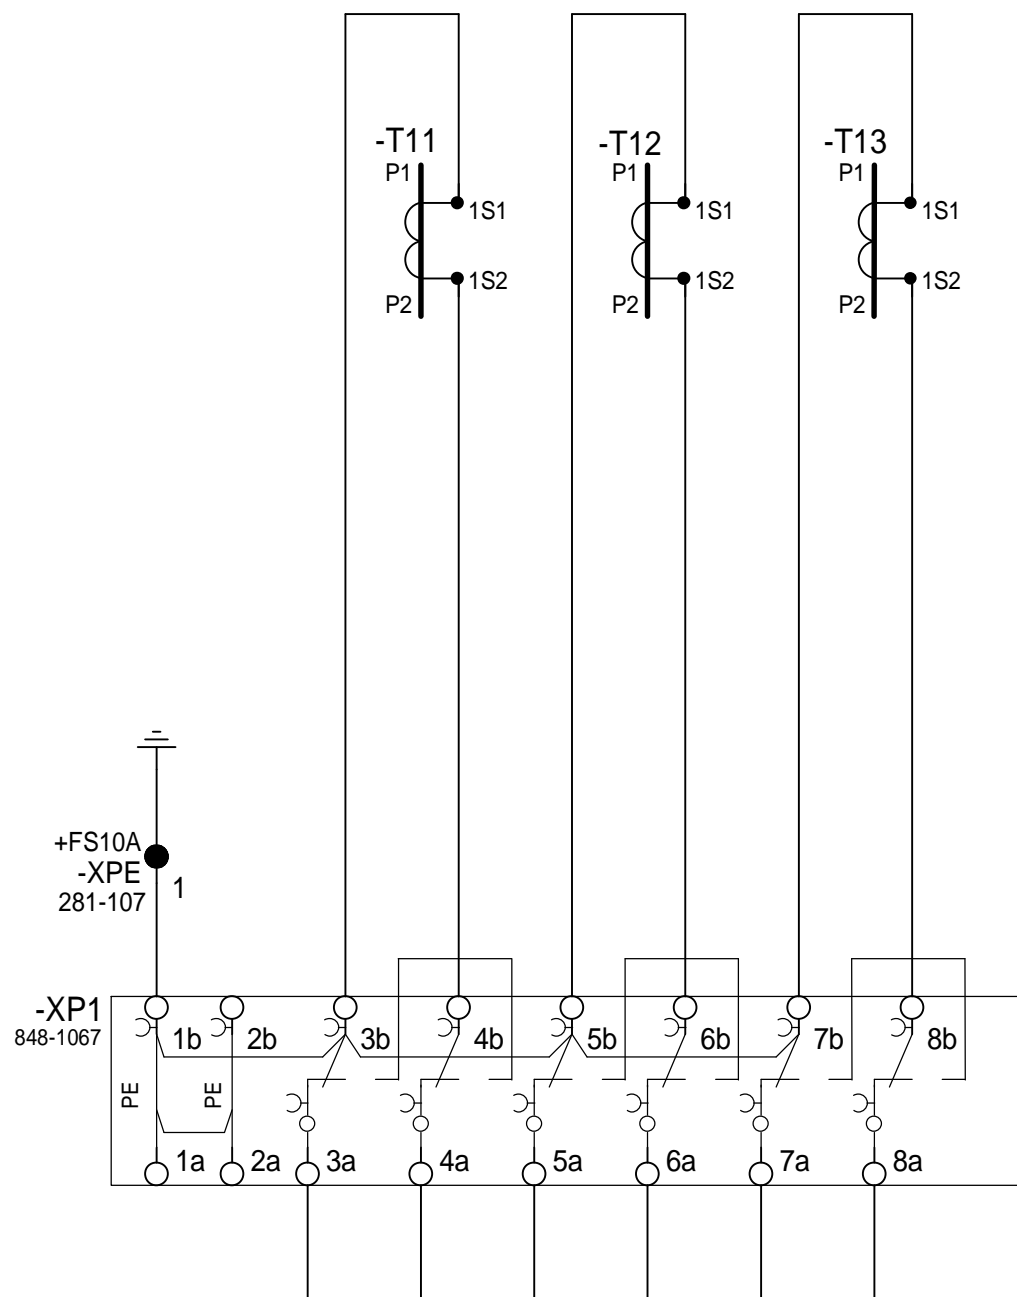 -T11
-T12
-T13
P1
P1
P1
1S1
1S1
1S1
1S2
1S2
1S2
P2
P2
P2
+FS10A
-XPE
281-107
1
-XP1
848-1067
1b
2b
3b
4b
5b
6b
7b
8b
PE
PE
1a
2a
3a
4a
5a
6a
7a
8a